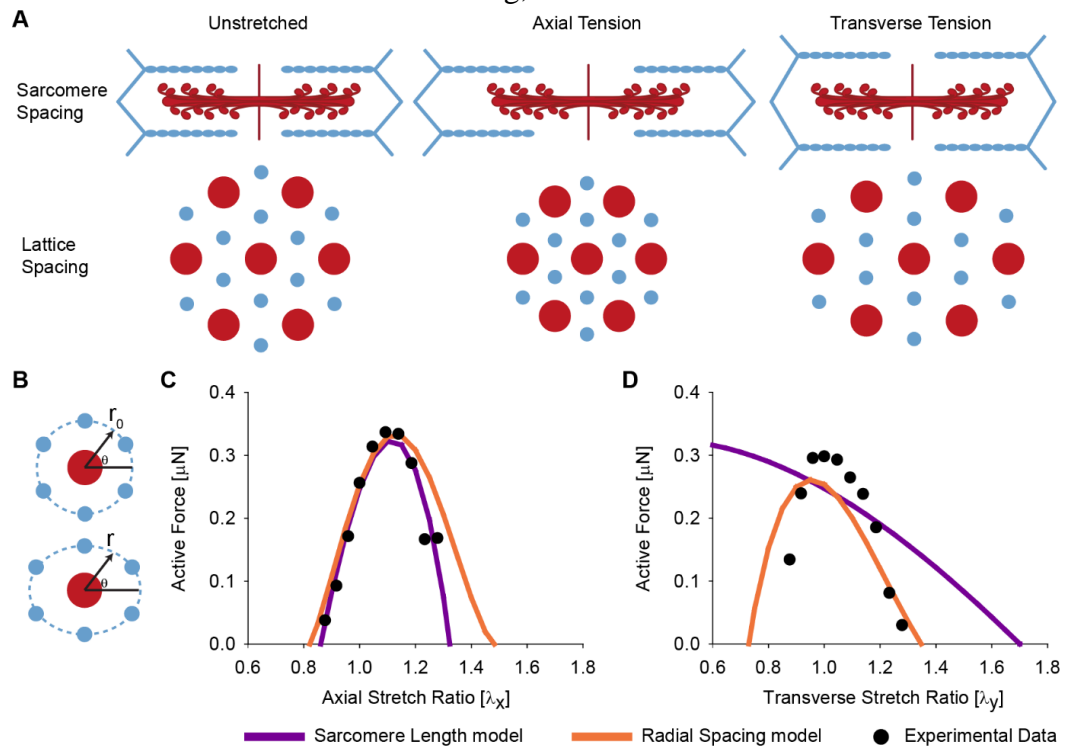 A
Unstretched
Axial Tension
Transverse Tension
Sarcomere
Spacing
Lattice
Spacing
B
r0
θ
r
θ
C
0.4
0.3
0.2
0.1
0.0
Active Force [μN]
0.6 0.8 1.0 1.2 1.4 1.6 1.8
Axial Stretch Ratio [λx]
D
0.4
0.3
0.2
0.1
0.0
Active Force [μN]
0.6 0.8 1.0 1.2 1.4 1.6 1.8
Transverse Stretch Ratio [λy]
Sarcomere Length model
Radial Spacing model
Experimental Data